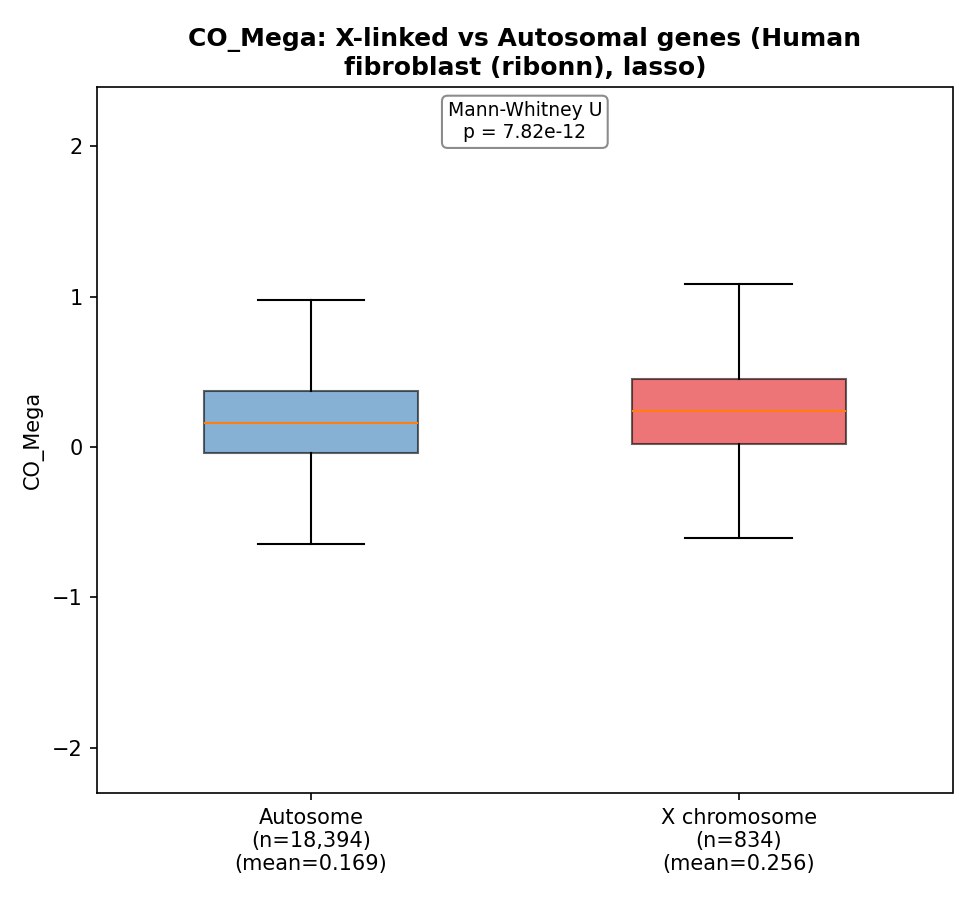 CO_Mega: X-linked vs Autosomal genes (Human
fibroblast (ribonn), lasso)
Mann-Whitney U
p = 7.82e-12
2
1
0
−1
−2
CO_Mega
Autosome
(n=18,394)
(mean=0.169)
X chromosome
(n=834)
(mean=0.256)